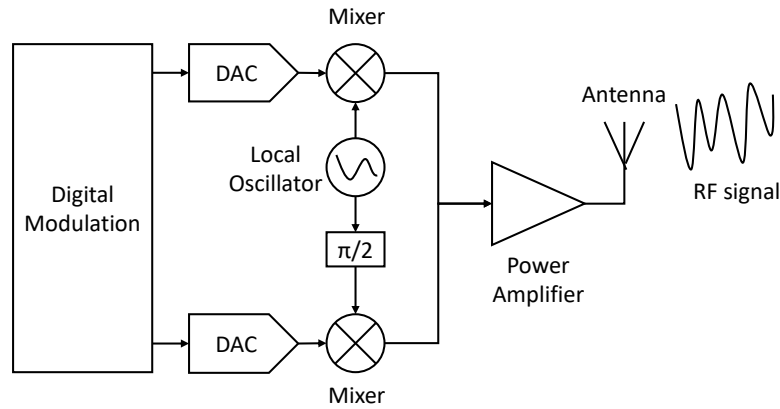 Mixer
DAC
Antenna
Local
Oscillator
RF signal
Digital
Modulation
π/2
Power
Amplifier
DAC
Mixer